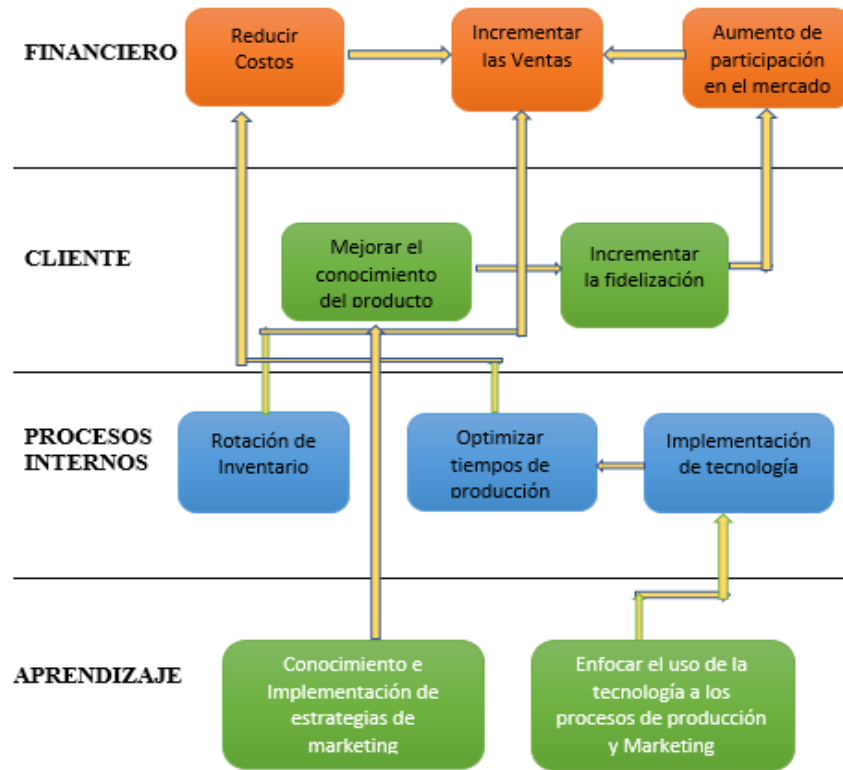 FINANCIERO
Reducir
Costos
Incrementar
las Ventas
Aumento de
participación
en el mercado
CLIENTE
Mejorar el
conocimiento
del producto
Incrementar
la fidelización
PROCESOS
INTERNOS
Rotación de
Inventario
Optimizar
tiempos de
producción
Implementación
de tecnología
APRENDIZAJE
Conocimiento e
Implementación de
estrategias de
marketing
Enfocar el uso de la
tecnología a los
procesos de producción
y Marketing